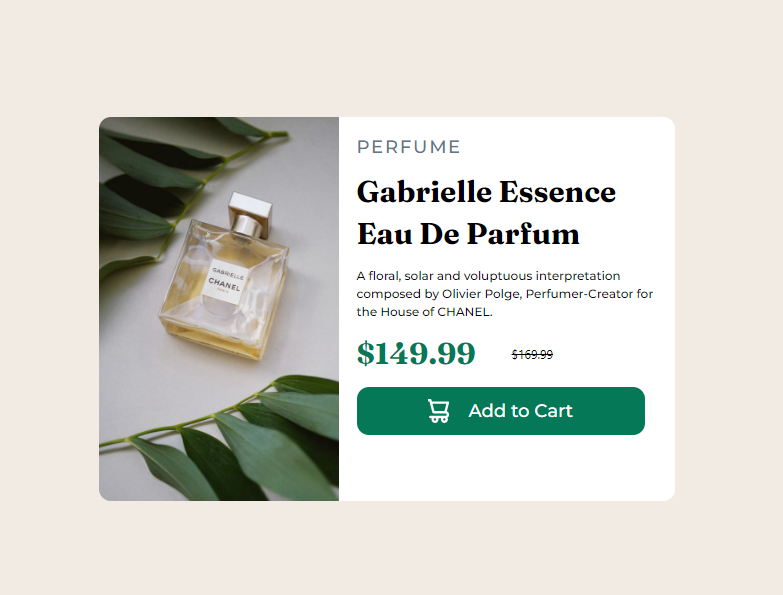 PERFUME
Gabrielle Essence
Eau De Parfum
A floral, solar and voluptuous interpretation
composed by Olivier Polge, Perfumer-Creator for
the House of CHANEL.
$149.99 $169.99
Add to Cart
GABRIELLE
CHANEL
PARIS